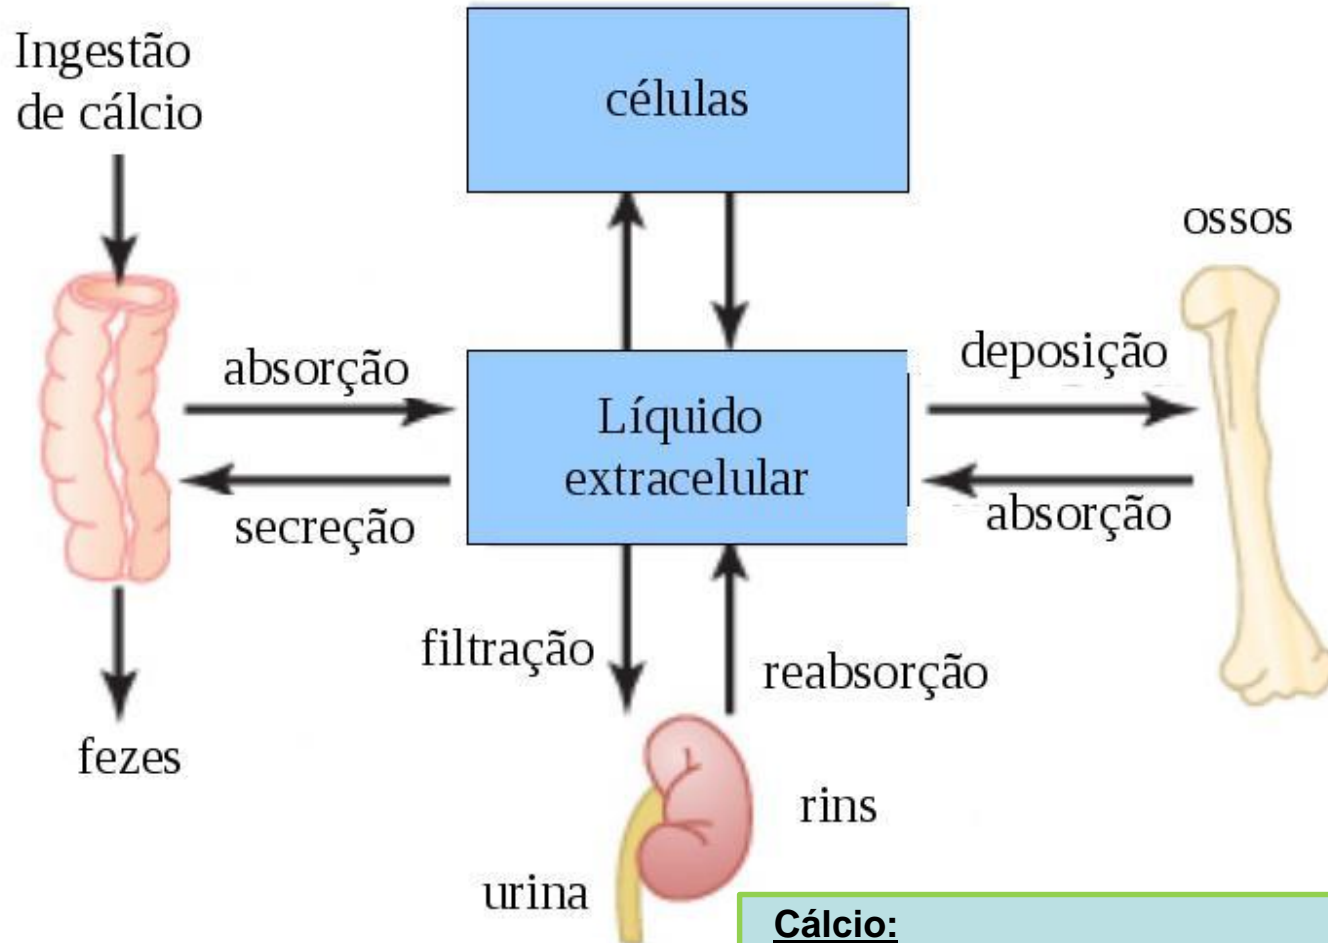 Ingestão
de cálcio
células
ossos
absorção
deposição
Líquido
extracelular
secreção
absorção
filtração
reabsorção
fezes
rins
urina
Cálcio: